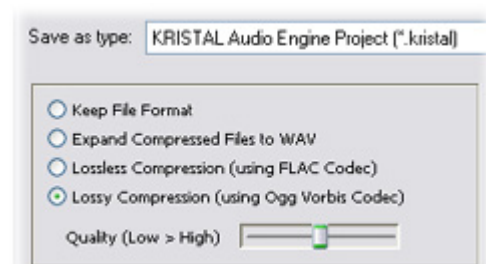 Save as type: KRISTAL Audio Engine Project (*.kristal)
Keep File Format
Expand Compressed Files to WAV
Lossless Compression (using FLAC Codec)
Lossy Compression (using Ogg Vorbis Codec)
Quality (Low > High)